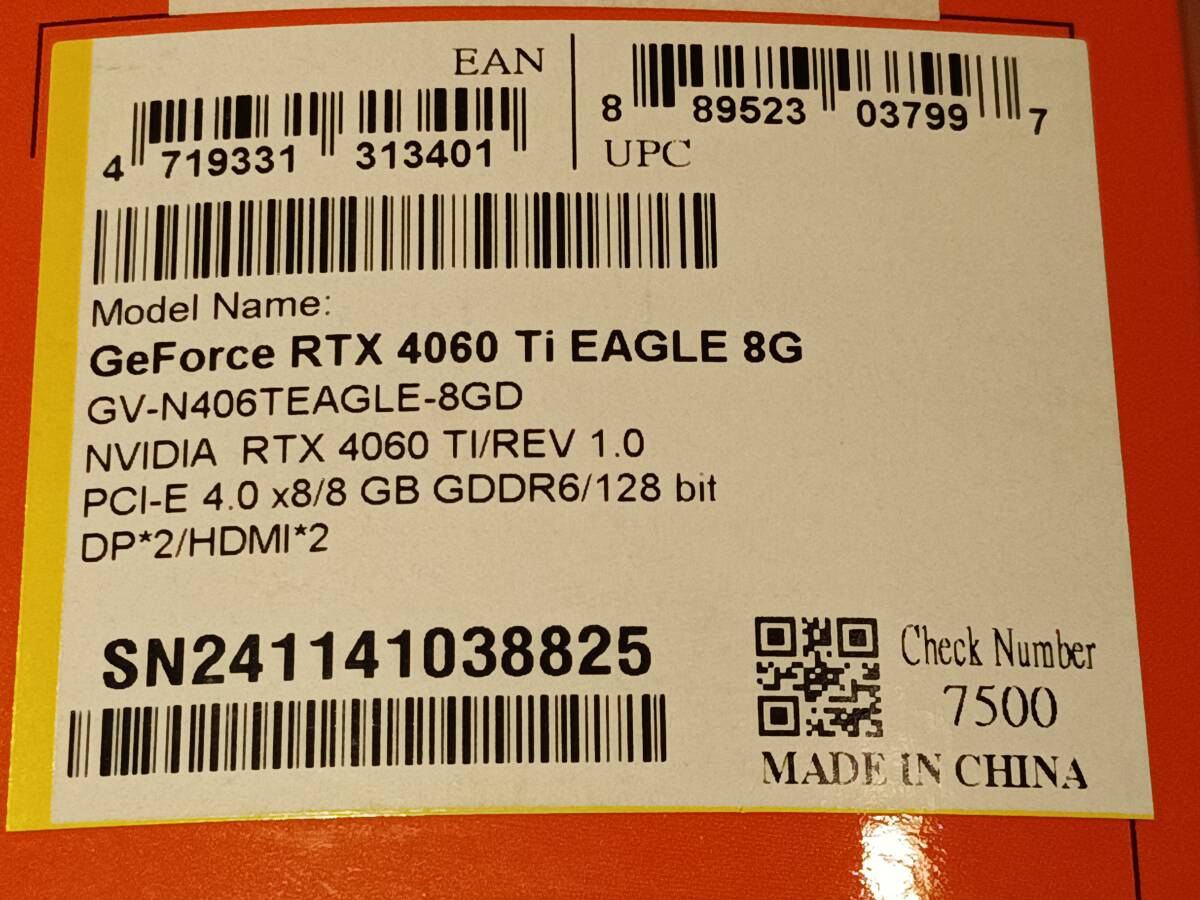 EAN
4 719331 313401
8 89523 03799 7
UPC
Model Name:
GeForce RTX 4060 Ti EAGLE 8G
GV-N406TEAGLE-8GD
NVIDIA RTX 4060 TI/REV 1.0
PCI-E 4.0 x8/8 GB GDDR6/128 bit
DP*2/HDMI*2
SN241141038825
Check Number
7500
MADE IN CHINA